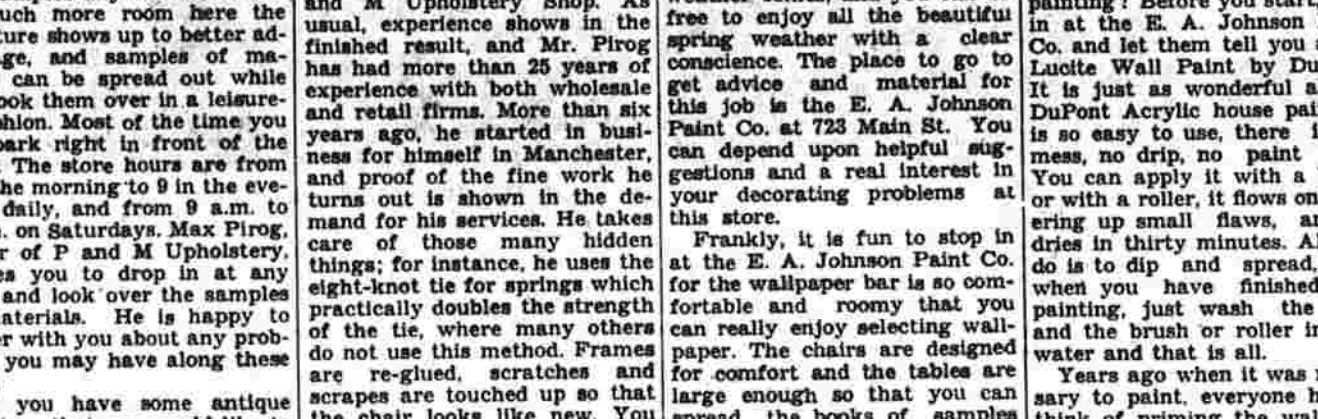 uch more room here the
ture shows up to better ad-
ge, and samples of ma-
can be spread out while
ook them over in a leisure-
shion. Most of the time you
park right in front of the
The store hours are from
he morning to 9 in the eve-
daily, and from 9 a.m. to
. on Saturdays. Max Pirog,
r of P and M Upholstery,
es you to drop in at any
and look over the samples
aterials. He is happy to
r with you about any prob-
you may have along these
you have some antique
and M Upholstery Shop. As
usual, experience shows in the
finished result, and Mr. Pirog
has had more than 25 years of
experience with both wholesale
and retail firms. More than six
years ago, he started in busi-
ness for himself in Manchester,
and proof of the fine work he
turns out is shown in the de-
mand for his services. He takes
care of those many hidden
things; for instance, he uses the
eight-knot tie for springs which
practically doubles the strength
of the tie, where many others
do not use this method. Frames
are re-glued, scratches and
scrapes are touched up so that
the chair looks like new. You
free to enjoy all the beautiful
spring weather with a clear
conscience. The place to go to
get advice and material for
this job is the E. A. Johnson
Paint Co. at 723 Main St. You
can depend upon helpful sug-
gestions and a real interest in
your decorating problems at
this store.
Frankly, it is fun to stop in
at the E. A. Johnson Paint Co.
for the wallpaper bar is so com-
fortable and roomy that you
can really enjoy selecting wall-
paper. The chairs are designed
for comfort and the tables are
large enough so that you can
spread the books of samples
painting? Before you start,
in at the E. A. Johnson
Co. and let them tell you
Lucite Wall Paint by Du
It is just as wonderful a
DuPont Acrylic house pai
is so easy to use, there i
mess, no drip, no paint
You can apply it with a
or with a roller, it flows on
ering up small flaws, an
dries in thirty minutes. Al
do is to dip and spread,
when you have finished
painting, just wash the
and the brush or roller in
water and that is all.
Years ago when it was
sary to paint, everyone h